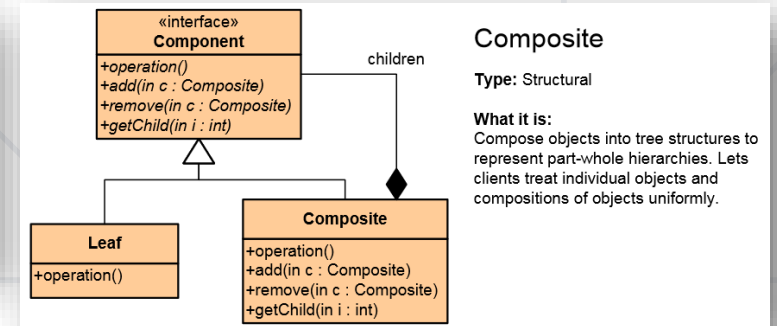 «interface»
Component
+operation()
+add(in c : Composite)
+remove(in c : Composite)
+getChild(in i : int)
children
Leaf
+operation()
Composite
+operation()
+add(in c : Composite)
+remove(in c : Composite)
+getChild(in i : int)
Composite
Type: Structural
What it is:
Compose objects into tree structures to
represent part-whole hierarchies. Lets
clients treat individual objects and
compositions of objects uniformly.